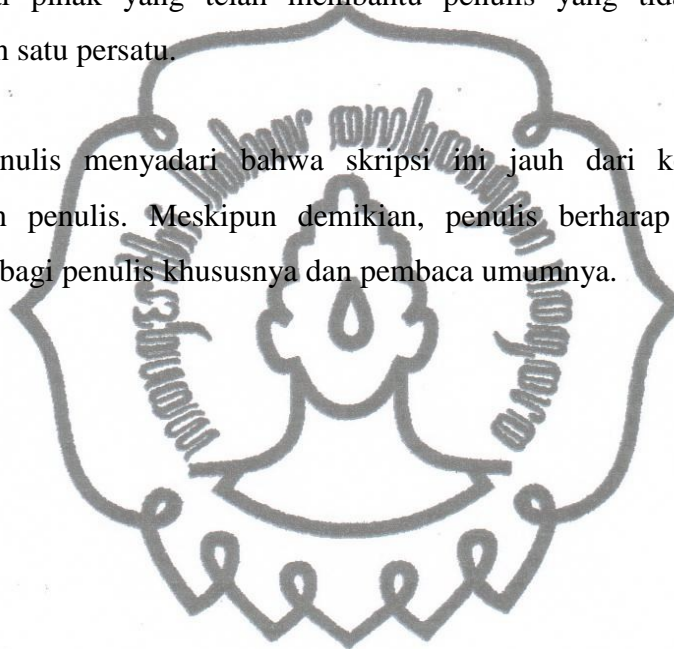 pihak yang telah membantu penulis yang tida
n satu persatu.
nulis menyadari bahwa skripsi ini jauh dari k
n penulis. Meskipun demikian, penulis berharap
bagi penulis khususnya dan pembaca umumnya.